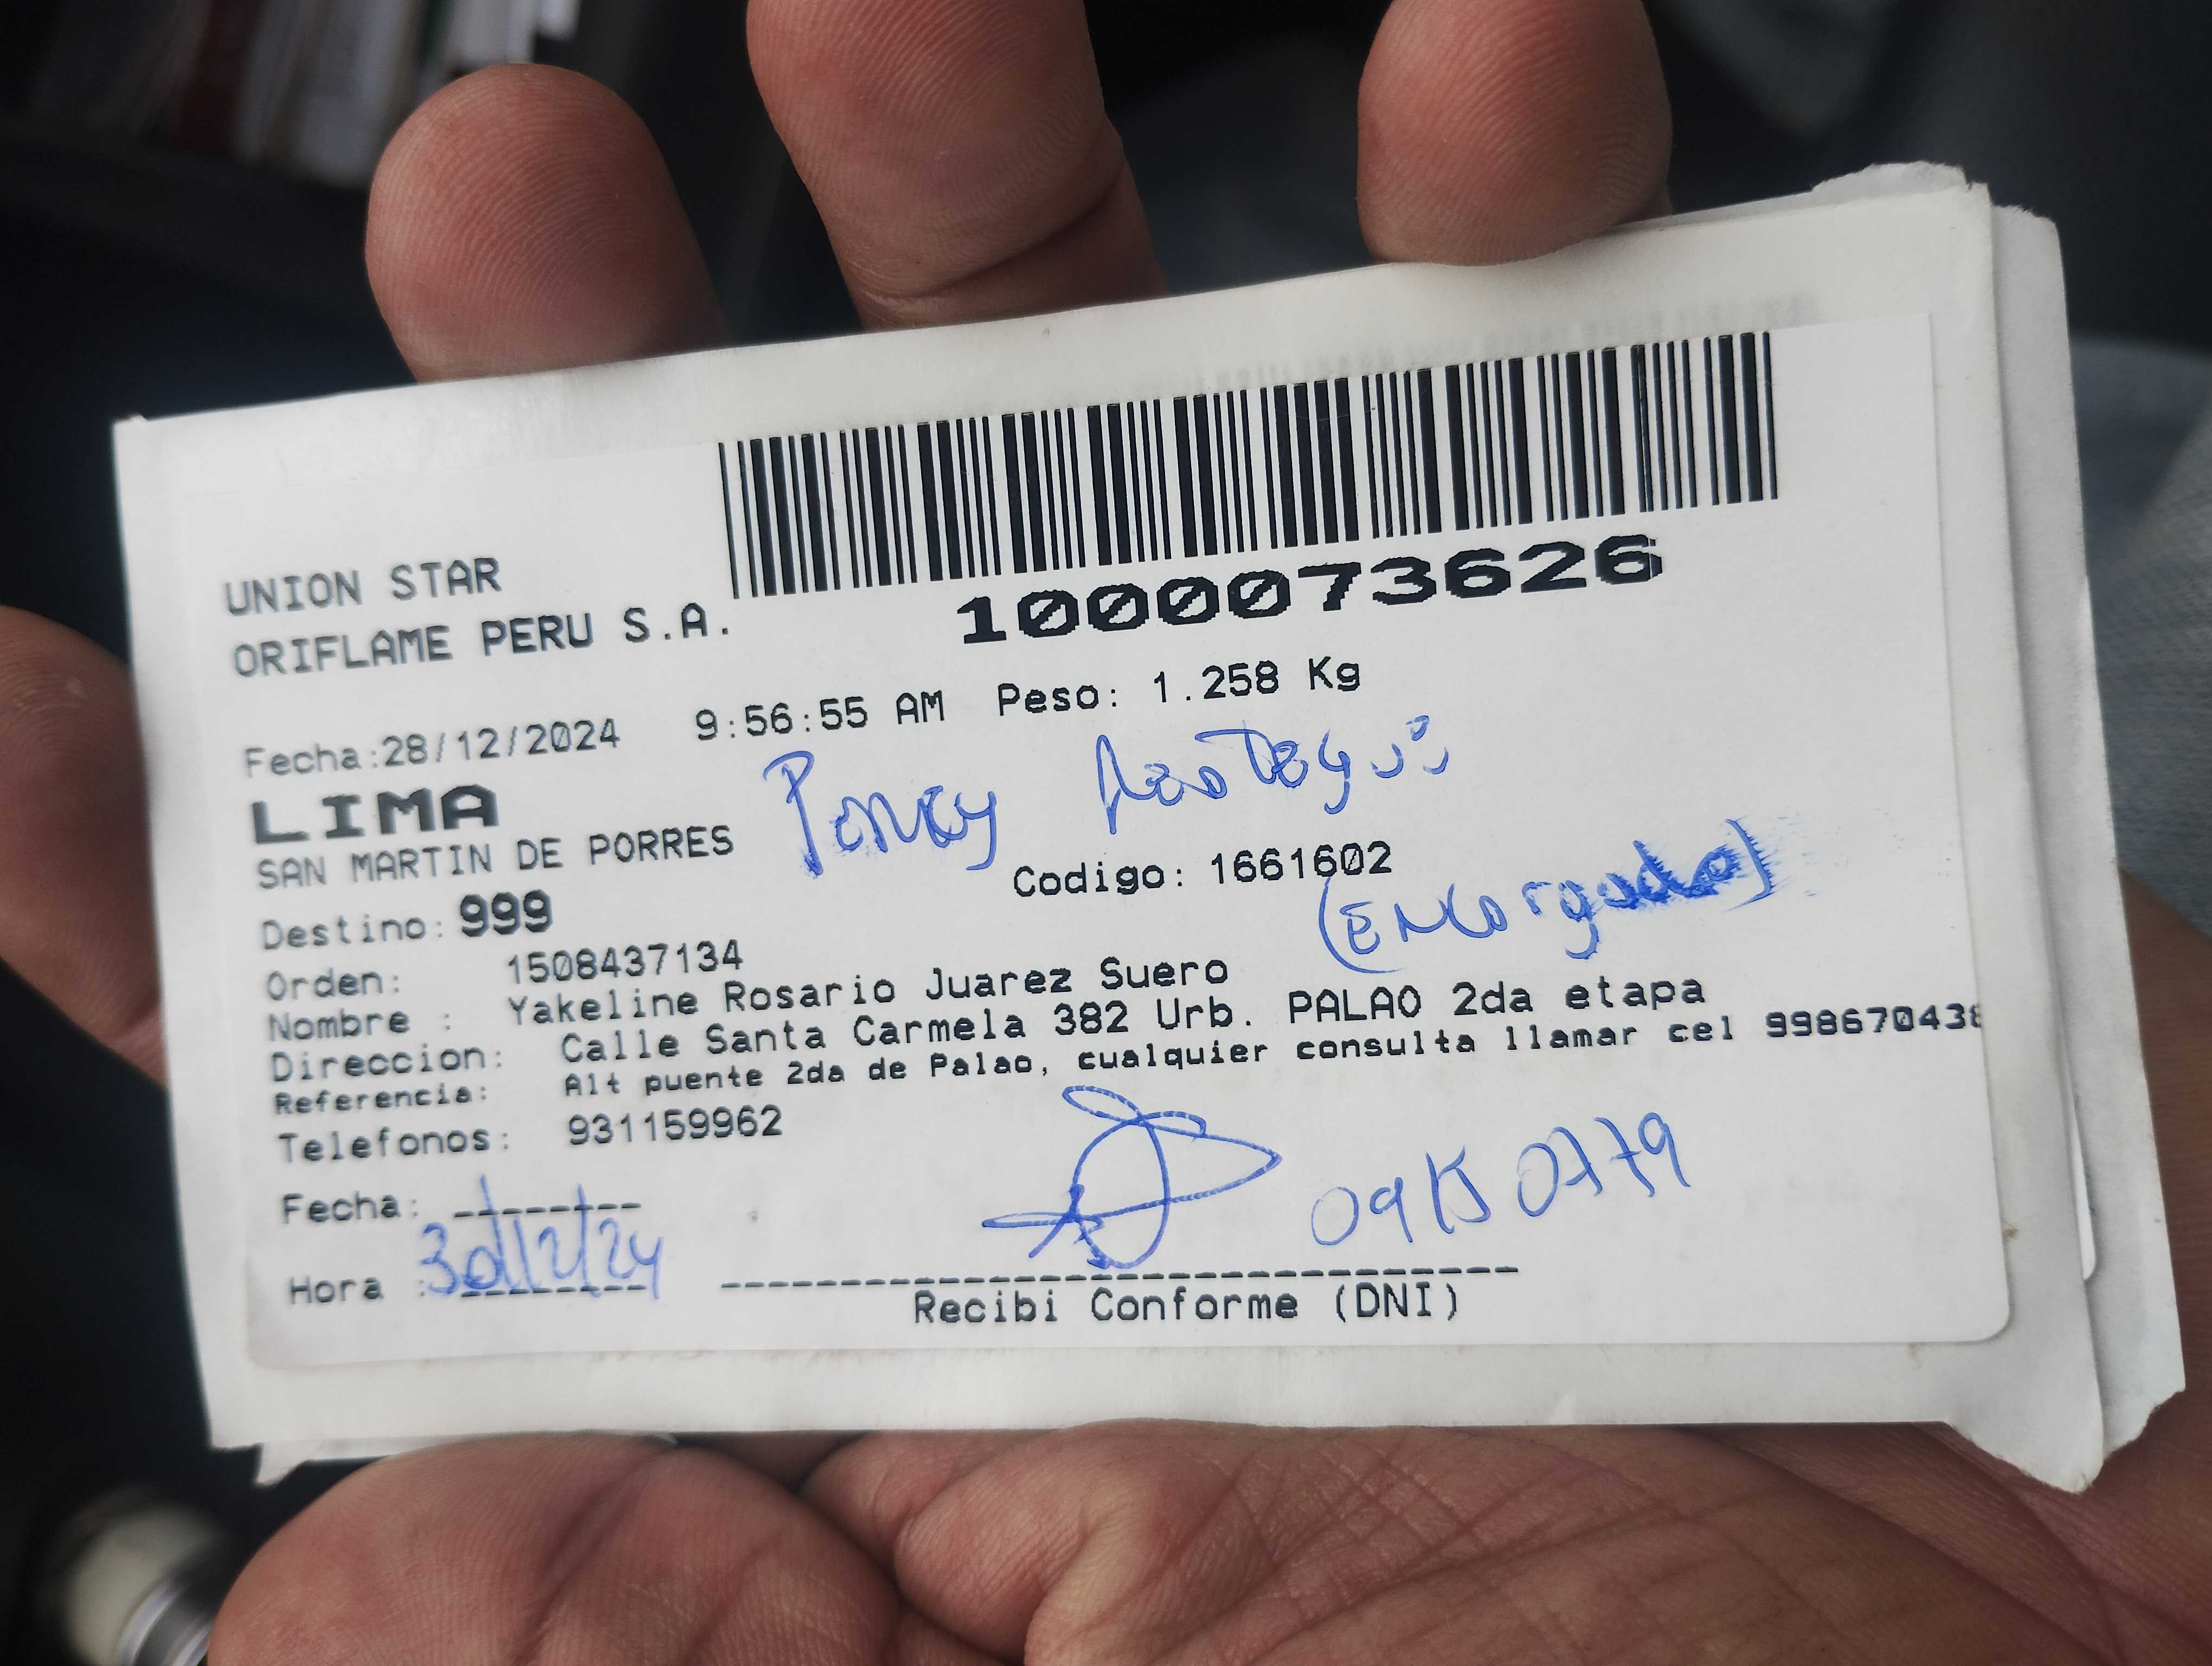 UNION STAR
ORIFLAME PERU S.A.
1000073626
Fecha:28/12/2024 9:56:55 AM Peso: 1.258 Kg
LIMA
SAN MARTIN DE PORRES
Codigo: 1661602
(Encargado)
Destino: 999
Orden: 1508437134
Nombre : Yakeline Rosario Juarez Suero
Direccion: Calle Santa Carmela 382 Urb. PALAO 2da etapa
Referencia: Alt puente 2da de Palao, cualquier consulta llamar cel 99867043
Telefonos: 931159962
Fecha:
Hora : 30/12/24
Recibi Conforme (DNI)